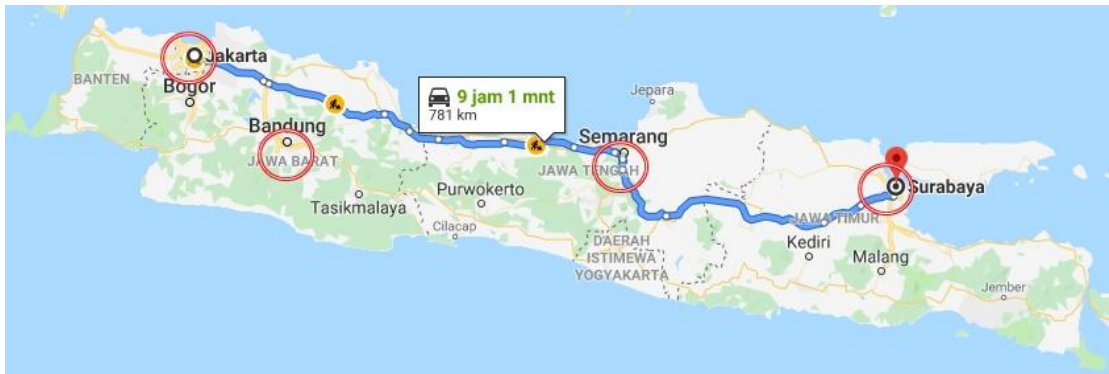 Jakarta
BANTEN
Bogor
Bandung
JAWA BARAT
Tasikmalaya
9 jam 1 mnt
781 km
Jepara
Semarang
JAWA TENGAH
Purwokerto
Cilacap
DAERAH
ISTIMEWA
YOGYAKARTA
Surabaya
JAWA TIMUR
Kediri
Malang
Jember